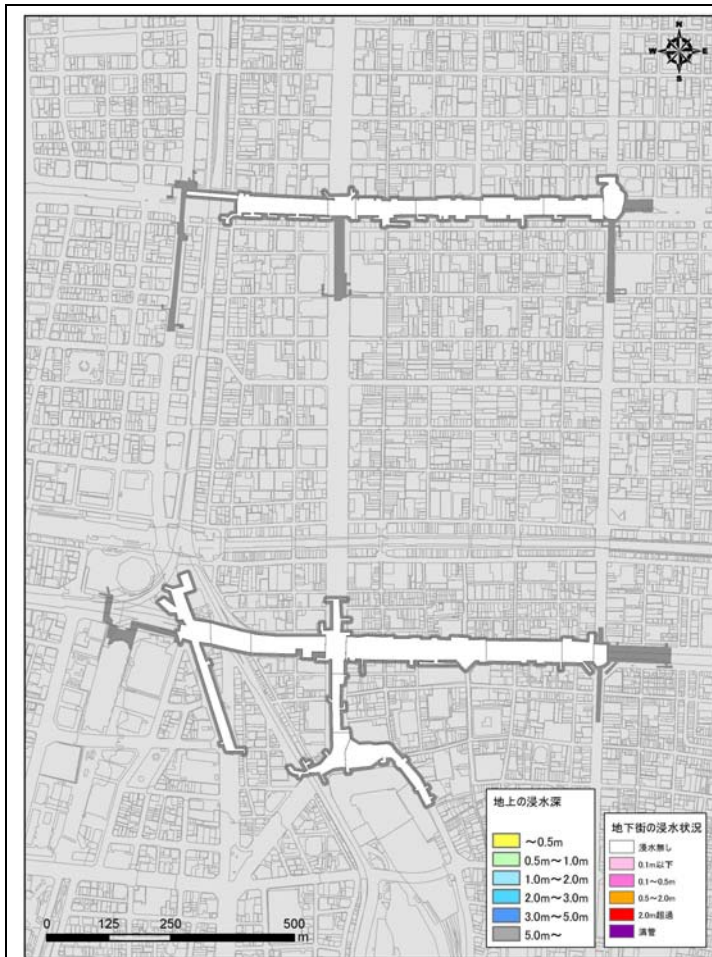 N
W E
S
地上の浸水深
～0.5m
0.5m～1.0m
1.0m～2.0m
2.0m～3.0m
3.0m～5.0m
5.0m～
地下街の浸水状況
浸水無し
0.1m以下
0.1～0.5m
0.5～2.0m
2.0m超過
満管
0 125 250 500
m